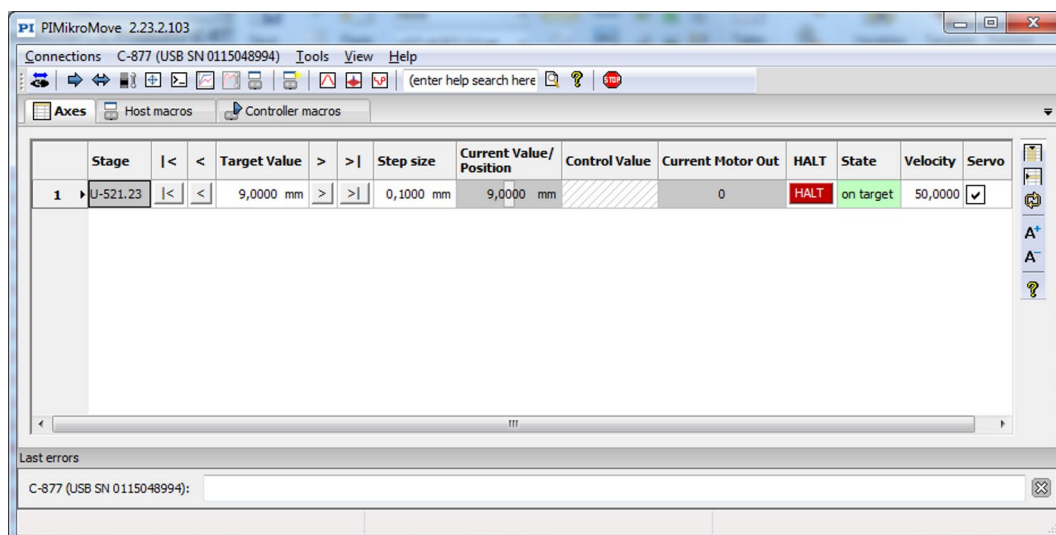 PI PIMikroMove 2.23.2.103
Connections C-877 (USB SN 0115048994) Tools View Help
(enter help search here STOP
Axes Host macros Controller macros
Stage |< < Target Value > >| Step size Current Value/ Position Control Value Current Motor Out HALT State Velocity Servo
1 U-521.23 |< < 9,0000 mm > >| 0,1000 mm 9,0000 mm 0 HALT on target 50,0000
A+
A-
Last errors
C-877 (USB SN 0115048994):